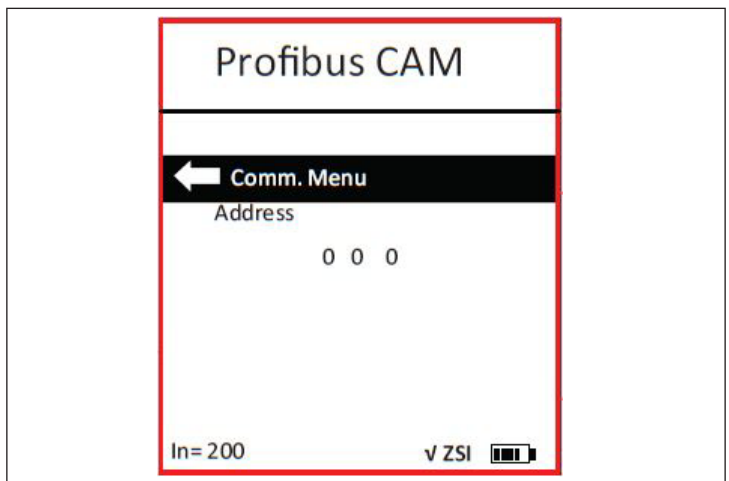 Profibus CAM
Comm. Menu
Address
0 0 0
In= 200 √ ZSI